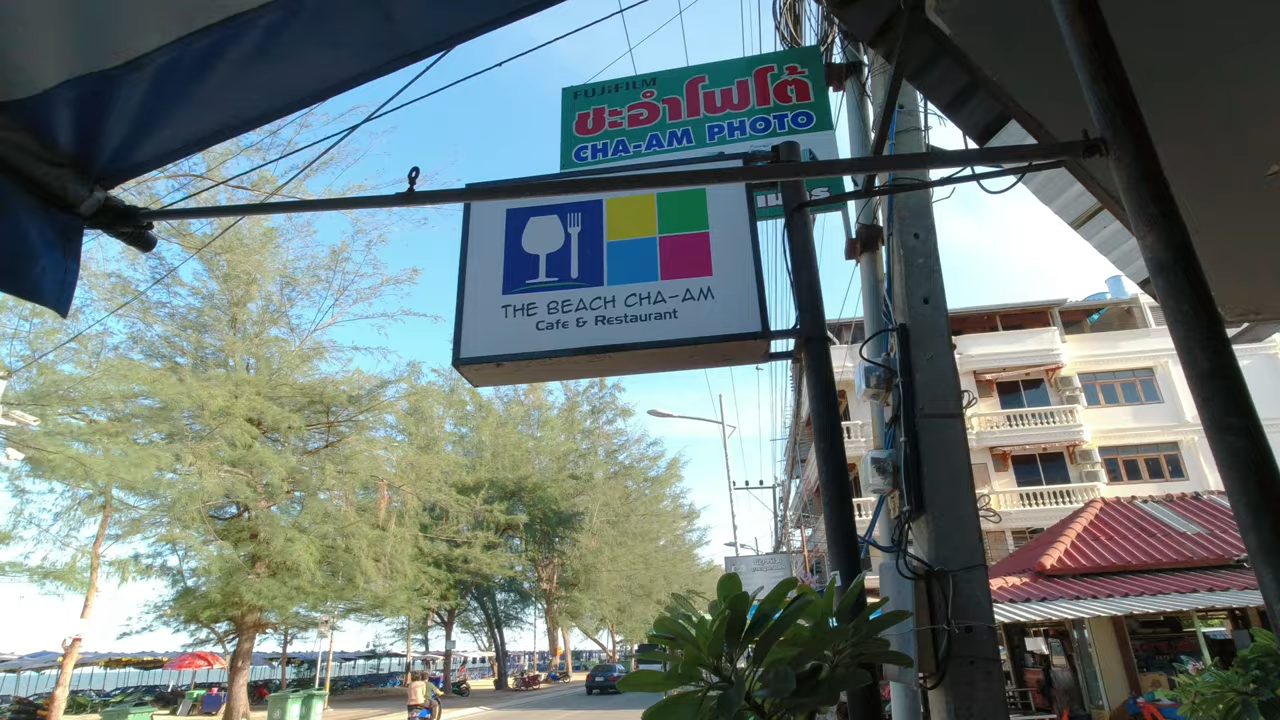 FUJIFILM
ชะอำโฟโต้
CHA-AM PHOTO
THE BEACH CHA-AM
Cafe & Restaurant